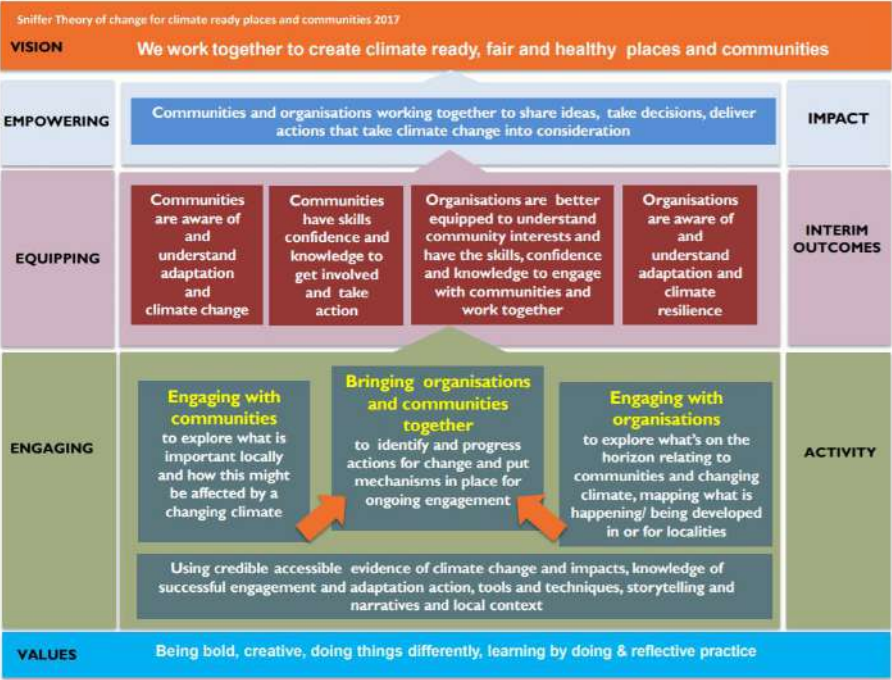 Sniffer Theory of change for climate ready places and communities 2017
VISION
We work together to create climate ready, fair and healthy places and communities
EMPOWERING
Communities and organisations working together to share ideas, take decisions, deliver
actions that take climate change into consideration
IMPACT
EQUIPPING
Communities
are aware of
and
understand
adaptation
and
climate change
Communities
have skills
confidence and
knowledge to
get involved
and take
action
Organisations are better
equipped to understand
community interests and
have the skills, confidence
and knowledge to engage
with communities and
work together
Organisations
are aware of
and
understand
adaptation and
climate
resilience
INTERIM
OUTCOMES
ENGAGING
Engaging with
communities
to explore what is
important locally
and how this might
be affected by a
changing climate
Bringing organisations
and communities
together
to identify and progress
actions for change and put
mechanisms in place for
ongoing engagement
Engaging with
organisations
to explore what's on the
horizon relating to
communities and changing
climate, mapping what is
happening/ being developed
in or for localities
ACTIVITY
Using credible accessible evidence of climate change and impacts, knowledge of
successful engagement and adaptation action, tools and techniques, storytelling and
narratives and local context
VALUES
Being bold, creative, doing things differently, learning by doing & reflective practice